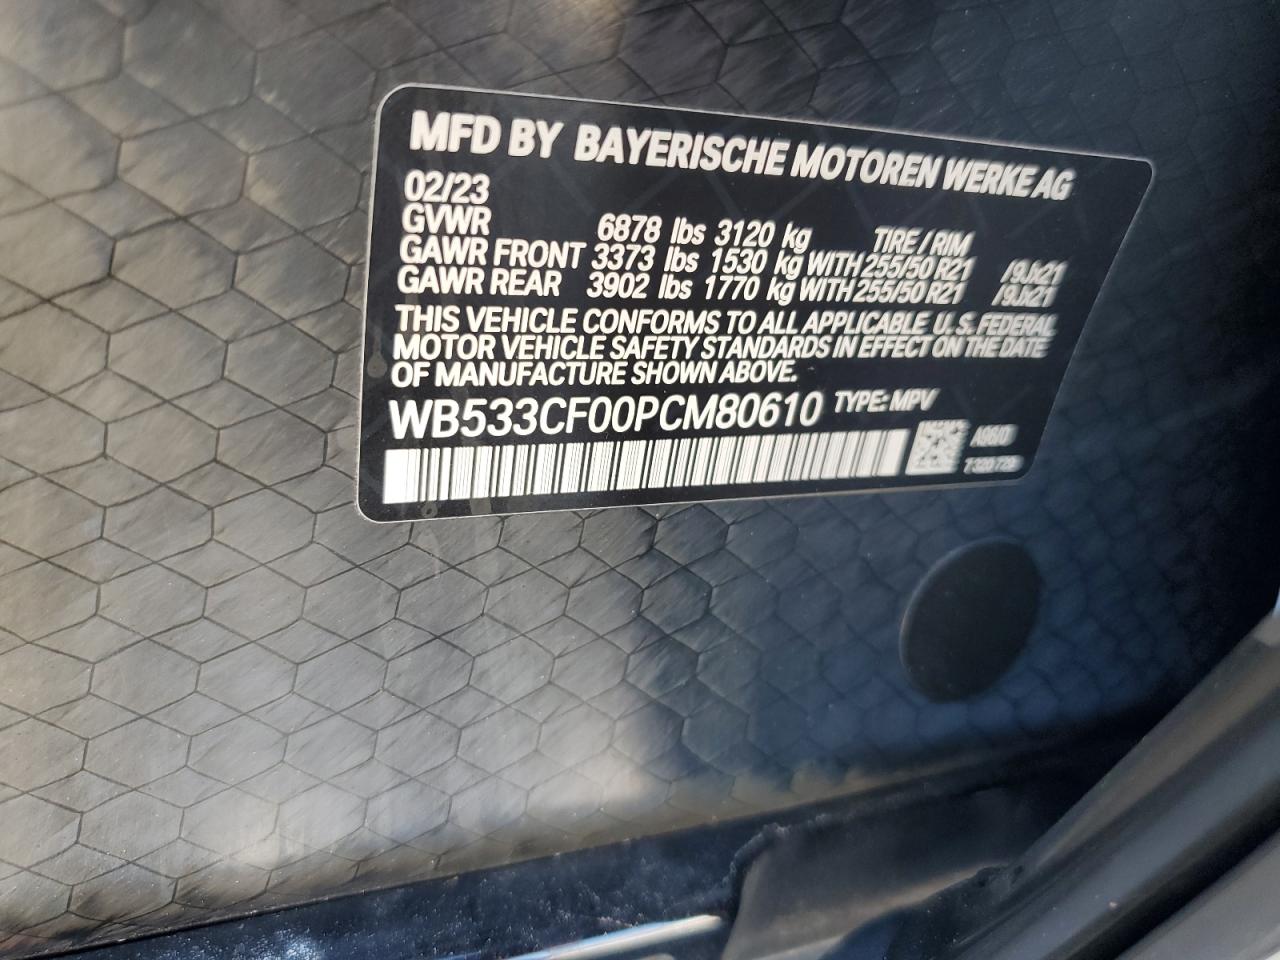 MFD BY BAYERISCHE MOTOREN WERKE AG
02/23
GVWR 6878 lbs 3120 kg TIRE / RIM
GAWR FRONT 3373 lbs 1530 kg WITH 255/50 R21 /9Jx21
GAWR REAR 3902 lbs 1770 kg WITH 255/50 R21 /9Jx21
THIS VEHICLE CONFORMS TO ALL APPLICABLE U.S. FEDERAL
MOTOR VEHICLE SAFETY STANDARDS IN EFFECT ON THE DATE
OF MANUFACTURE SHOWN ABOVE.
WB533CF00PCM80610 TYPE: MPV